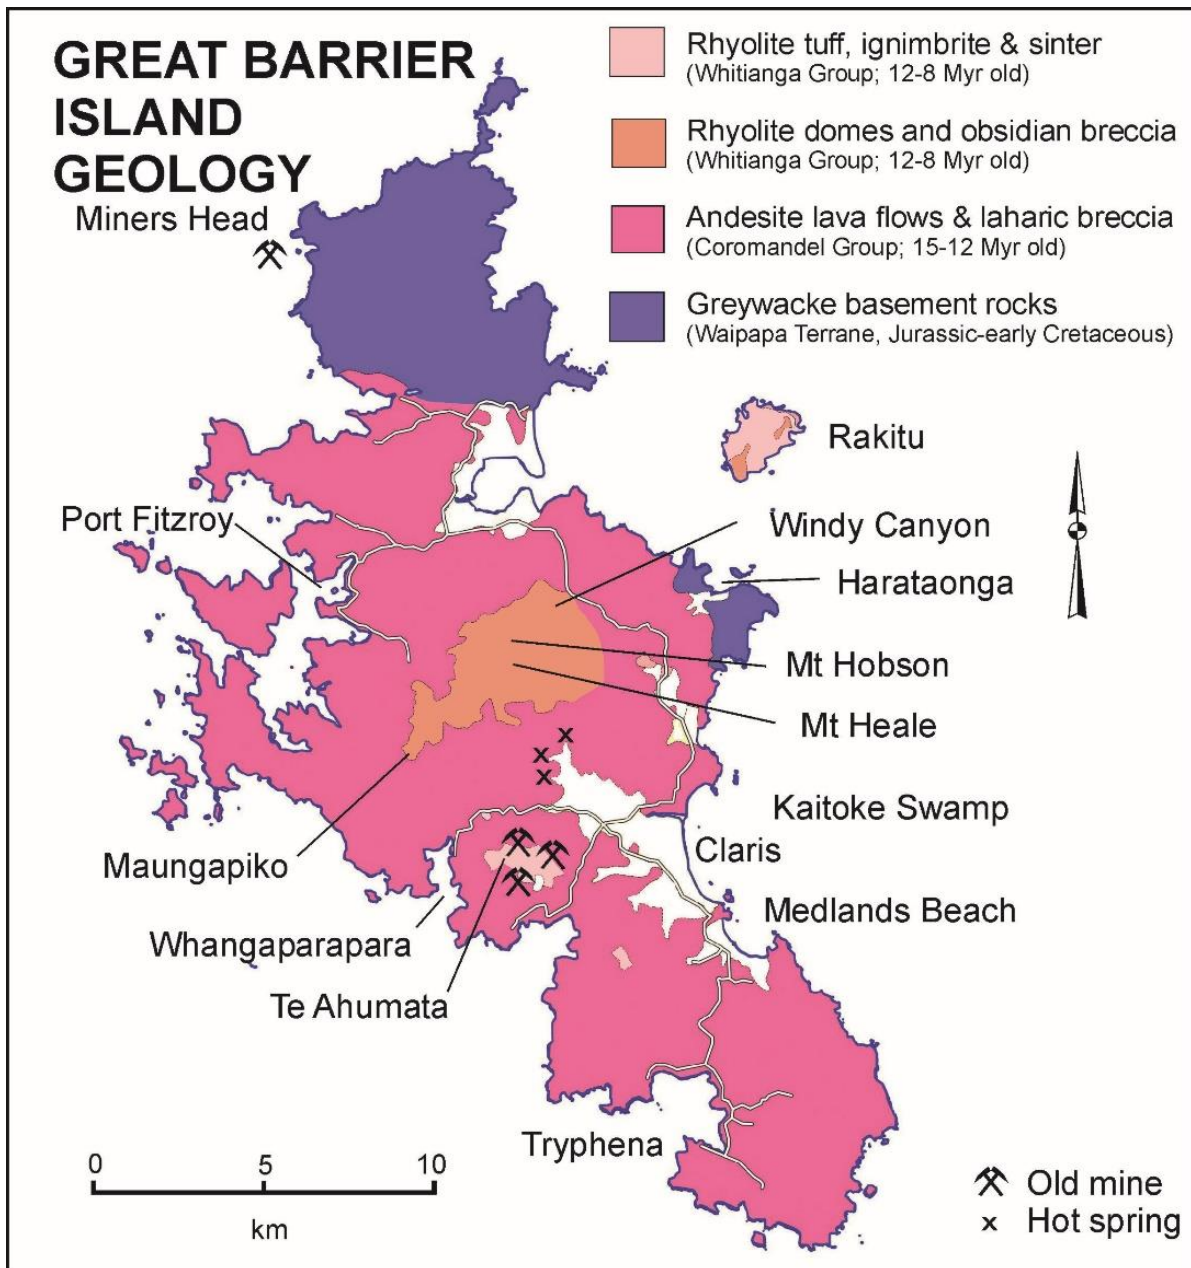 GREAT BARRIER
ISLAND
GEOLOGY
Rhyolite tuff, ignimbrite & sinter
(Whitianga Group; 12-8 Myr old)
Rhyolite domes and obsidian breccia
(Whitianga Group; 12-8 Myr old)
Andesite lava flows & laharic breccia
(Coromandel Group; 15-12 Myr old)
Greywacke basement rocks
(Waipapa Terrane, Jurassic-early Cretaceous)
Miners Head
Rakitu
Port Fitzroy
Windy Canyon
Harataonga
Mt Hobson
Mt Heale
Kaitoke Swamp
Claris
Maungapiko
Medlands Beach
Whangaparapara
Te Ahumata
Tryphena
0 5 10
km
Old mine
x Hot spring